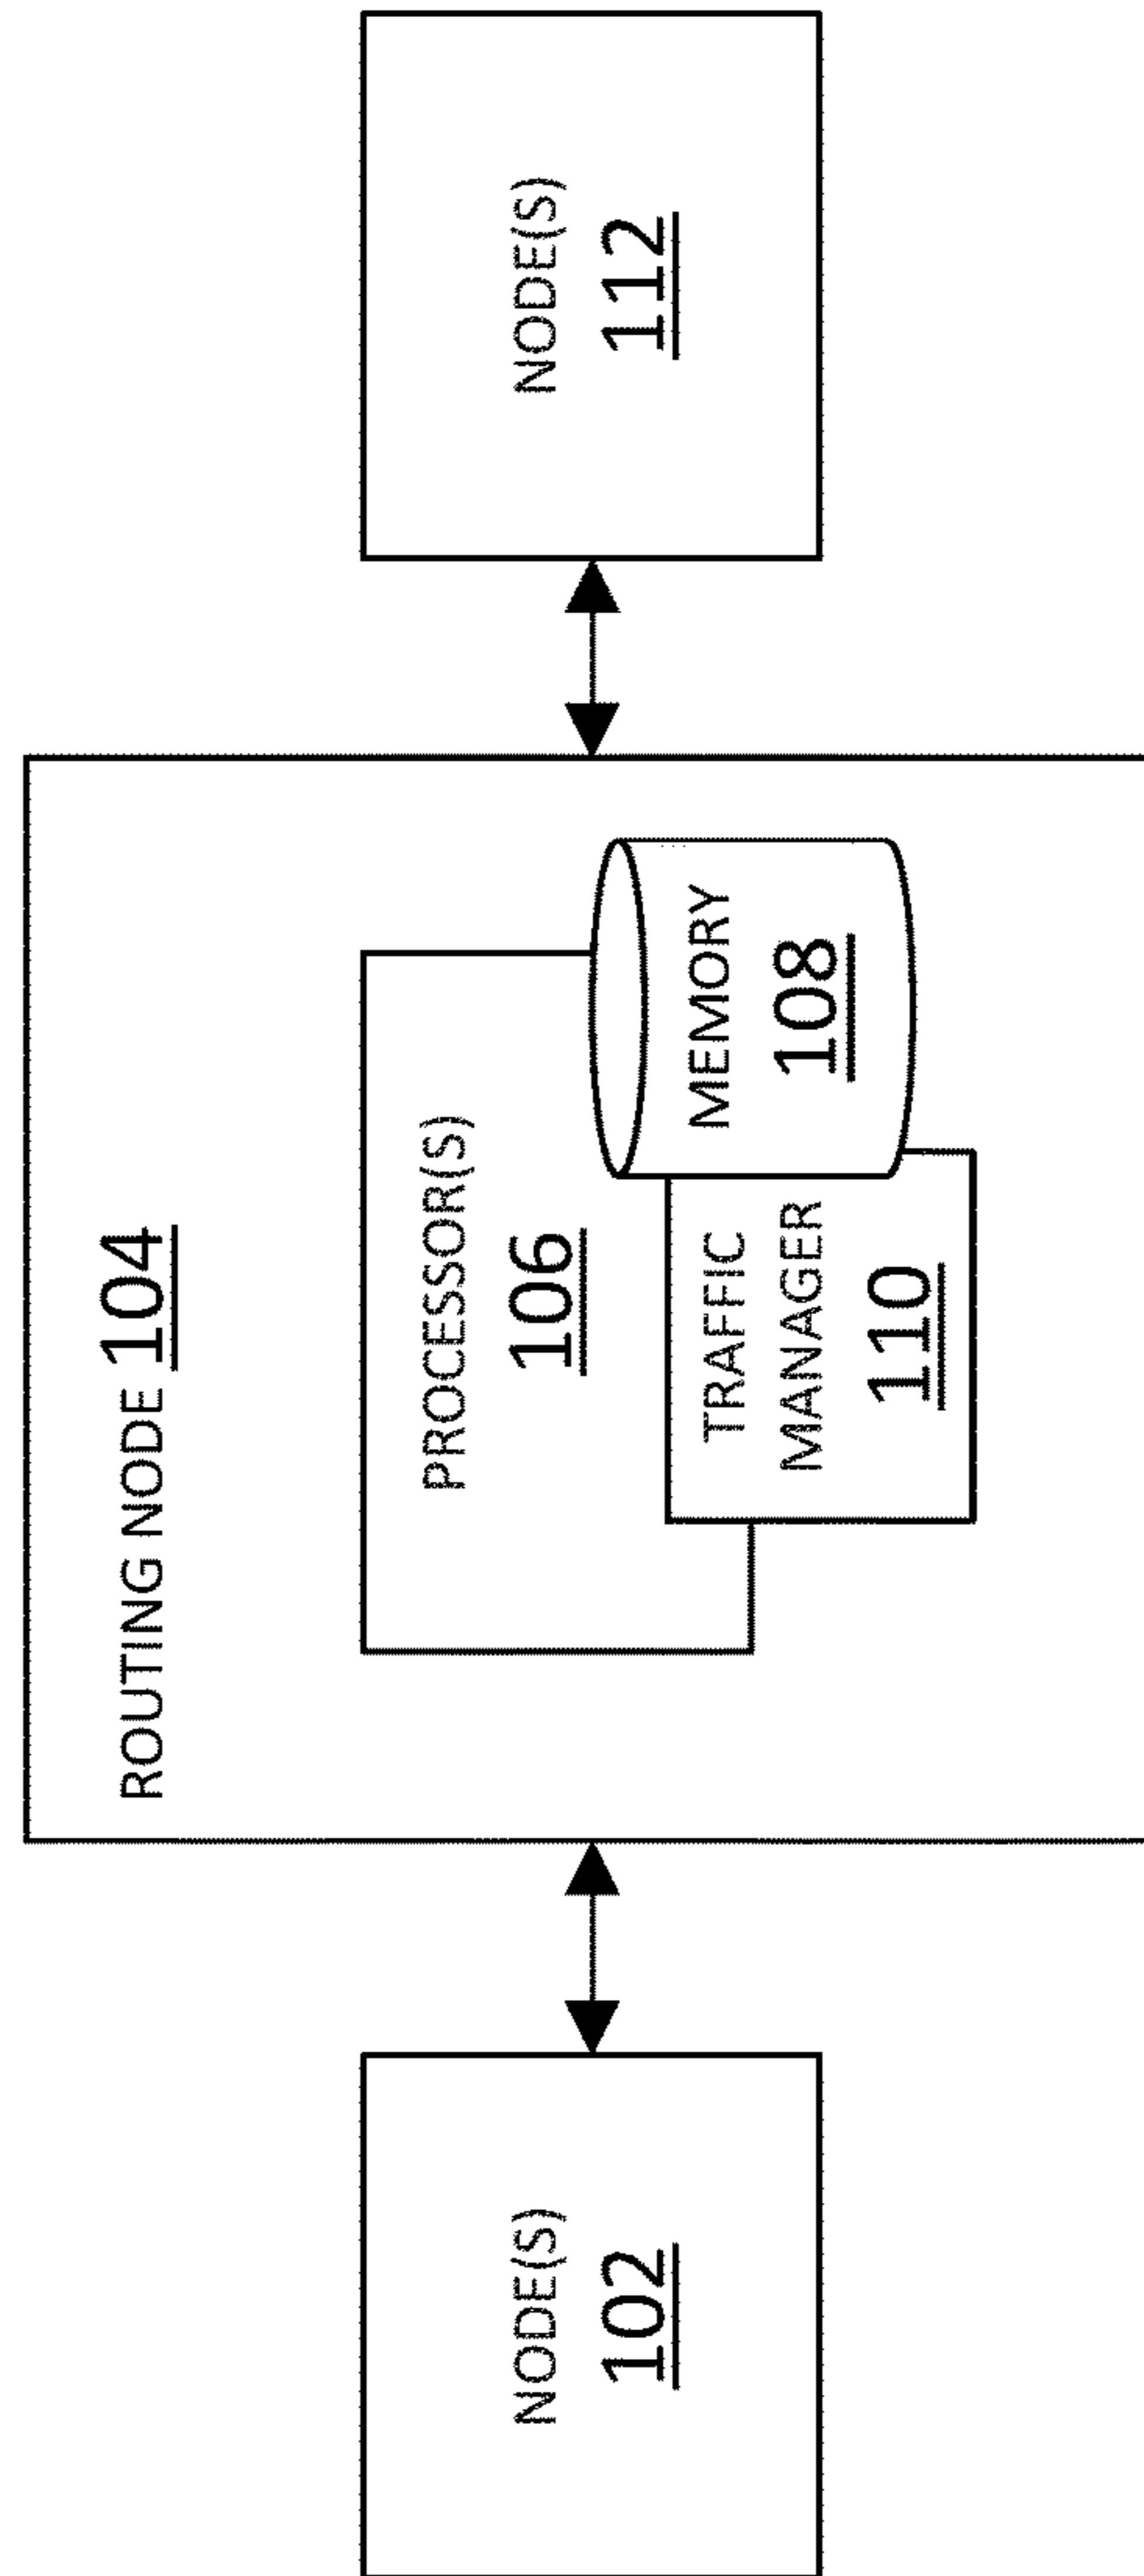 NODE(S)
102
ROUTING NODE 104
PROCESSOR(S)
106
TRAFFIC
MANAGER
110
MEMORY
108
NODE(S)
112